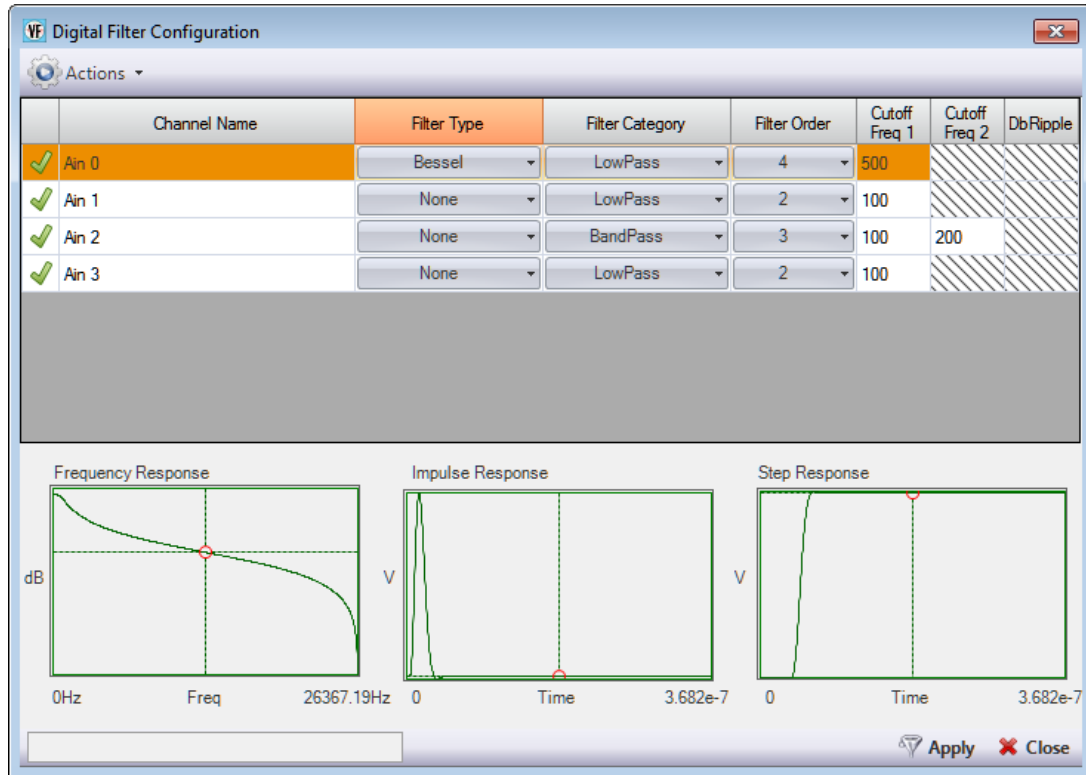 VF Digital Filter Configuration
Actions
Channel Name Filter Type Filter Category Filter Order Cutoff Freq 1 Cutoff Freq 2 DbRipple
Ain 0 Bessel LowPass 4 500
Ain 1 None LowPass 2 100
Ain 2 None BandPass 3 100 200
Ain 3 None LowPass 2 100
Frequency Response Impulse Response Step Response
dB V V
0Hz Freq 26367.19Hz 0 Time 3.682e-7 0 Time 3.682e-7
Apply Close